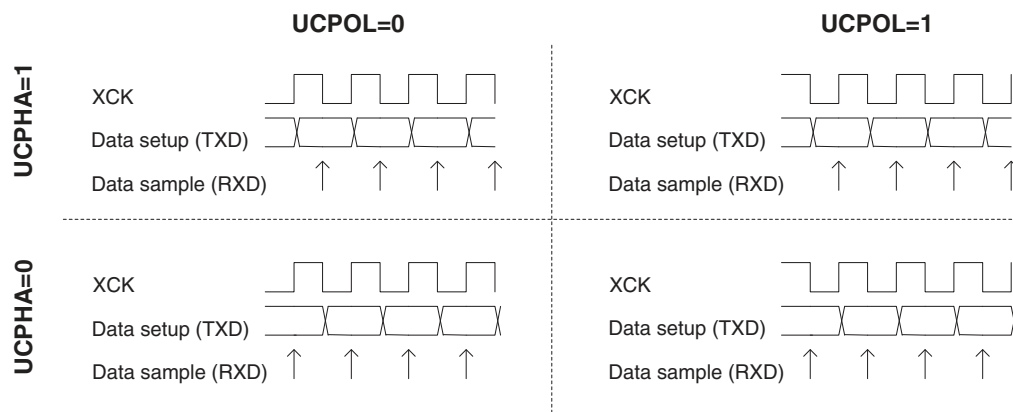 UCPOL=0
UCPOL=1
UCPHA=1
XCK
Data setup (TXD)
Data sample (RXD)
XCK
Data setup (TXD)
Data sample (RXD)
UCPHA=0
XCK
Data setup (TXD)
Data sample (RXD)
XCK
Data setup (TXD)
Data sample (RXD)